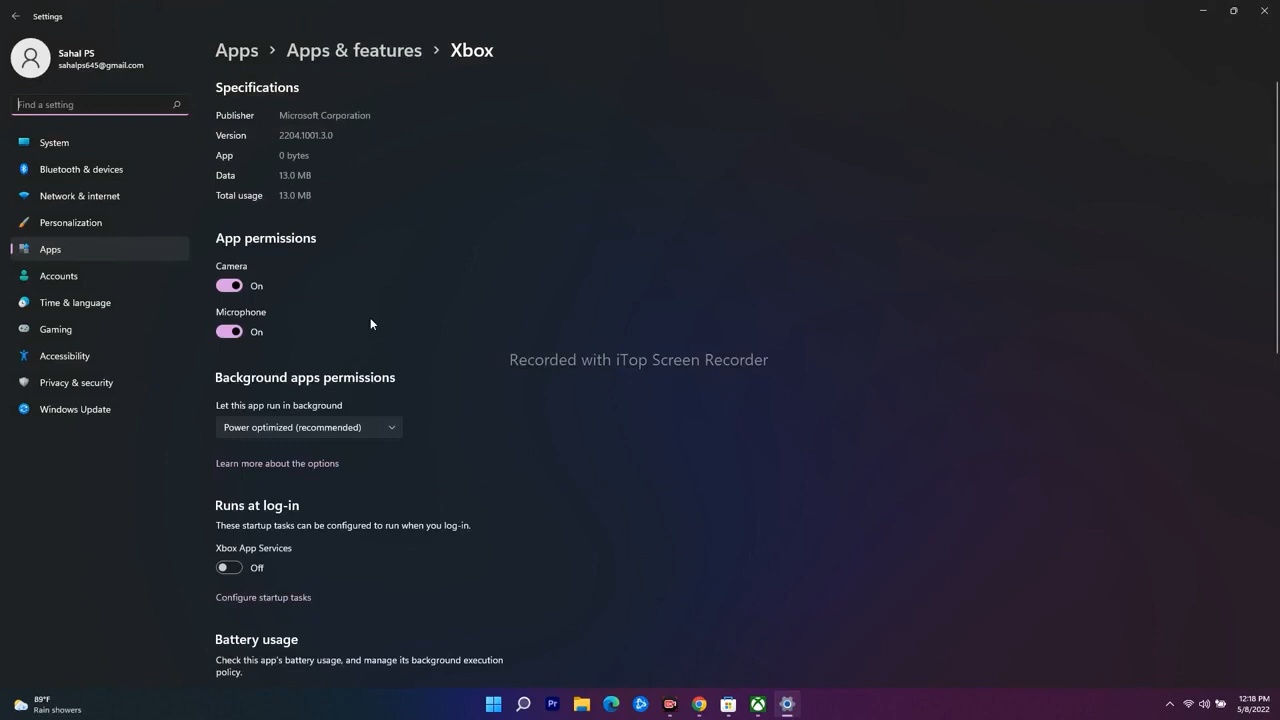 Settings
Sahal PS
sahalps645@gmail.com
Find a setting
System
Bluetooth & devices
Network & internet
Personalization
Apps
Accounts
Time & language
Gaming
Accessibility
Privacy & security
Windows Update
Apps > Apps & features > Xbox
Specifications
Publisher Microsoft Corporation
Version 2204.1001.3.0
App 0 bytes
Data 13.0 MB
Total usage 13.0 MB
App permissions
Camera
On
Microphone
On
Recorded with iTop Screen Recorder
Background apps permissions
Let this app run in background
Power optimized (recommended)
Learn more about the options
Runs at log-in
These startup tasks can be configured to run when you log-in.
Xbox App Services
Off
Configure startup tasks
Battery usage
Check this app's battery usage, and manage its background execution
policy.
89°F
Rain showers
Pr
12:18 PM
5/8/2022